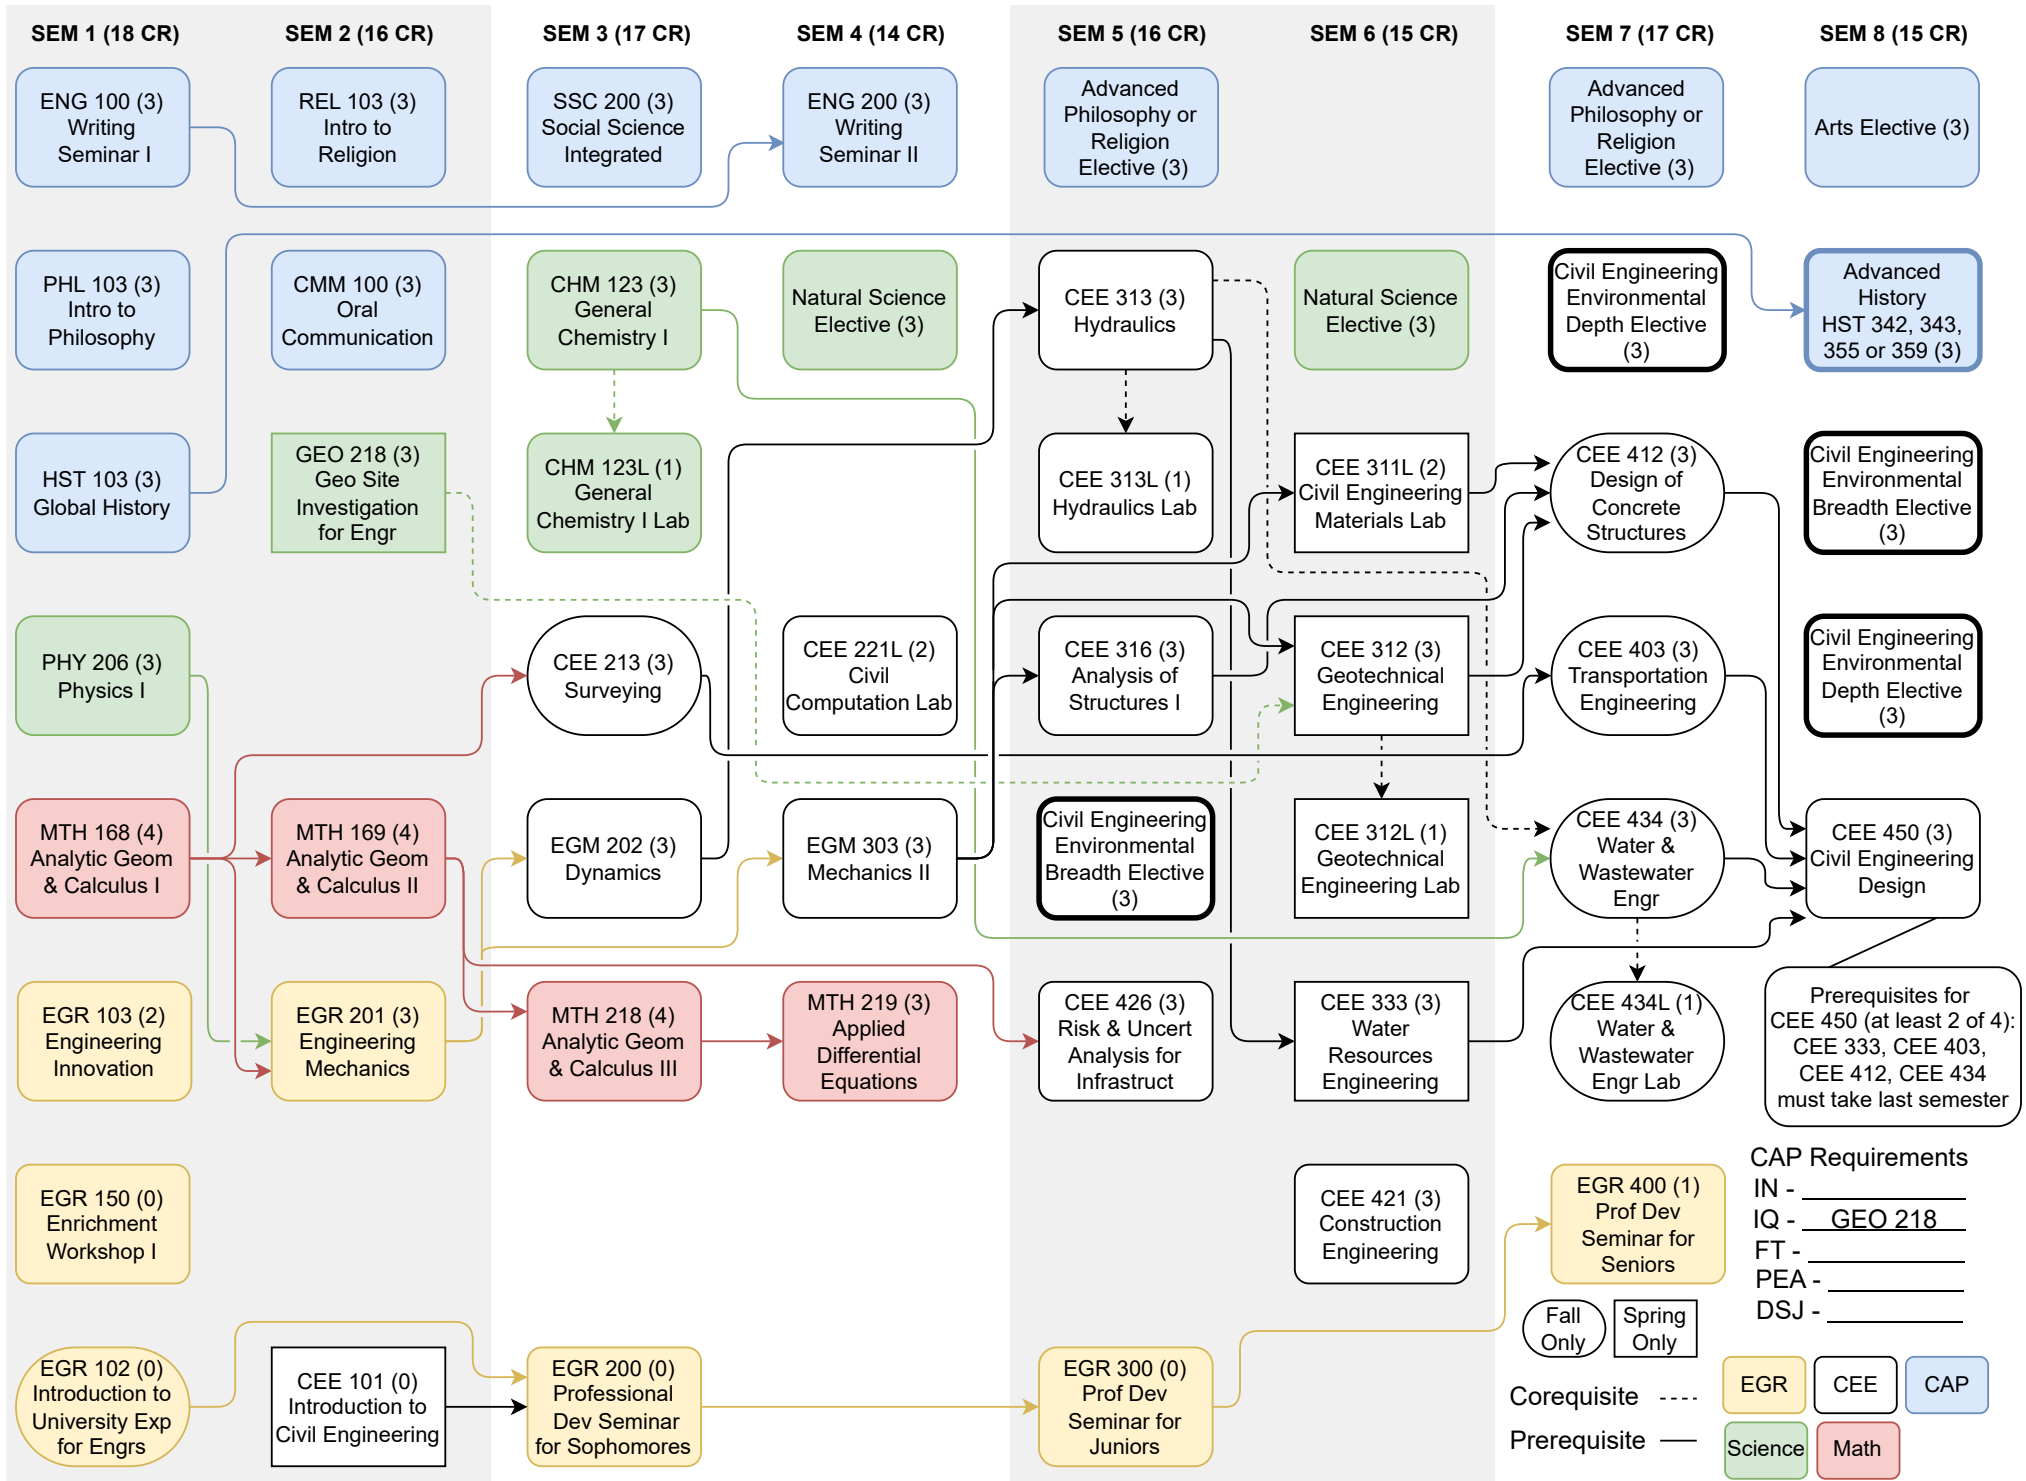 SEM 1 (18 CR)
SEM 2 (16 CR)
SEM 3 (17 CR)
SEM 4 (14 CR)
SEM 5 (16 CR)
SEM 6 (15 CR)
SEM 7 (17 CR)
SEM 8 (15 CR)
ENG 100 (3)
Writing
Seminar I
REL 103 (3)
Intro to
Religion
SSC 200 (3)
Social Science
Integrated
ENG 200 (3)
Writing
Seminar II
Advanced
Philosophy or
Religion
Elective (3)
Advanced
Philosophy or
Religion
Elective (3)
Arts Elective (3)
PHL 103 (3)
Intro to
Philosophy
CMM 100 (3)
Oral
Communication
CHM 123 (3)
General
Chemistry I
Natural Science
Elective (3)
CEE 313 (3)
Hydraulics
Natural Science
Elective (3)
Civil Engineering
Environmental
Depth Elective
(3)
Advanced
History
HST 342, 343,
355 or 359 (3)
HST 103 (3)
Global History
GEO 218 (3)
Geo Site
Investigation
for Engr
CHM 123L (1)
General
Chemistry I Lab
CEE 313L (1)
Hydraulics Lab
CEE 311L (2)
Civil Engineering
Materials Lab
CEE 412 (3)
Design of
Concrete
Structures
Civil Engineering
Environmental
Breadth Elective
(3)
PHY 206 (3)
Physics I
CEE 213 (3)
Surveying
CEE 221L (2)
Civil
Computation Lab
CEE 316 (3)
Analysis of
Structures I
CEE 312 (3)
Geotechnical
Engineering
CEE 403 (3)
Transportation
Engineering
Civil Engineering
Environmental
Depth Elective
(3)
MTH 168 (4)
Analytic Geom
& Calculus I
MTH 169 (4)
Analytic Geom
& Calculus II
EGM 202 (3)
Dynamics
EGM 303 (3)
Mechanics II
Civil Engineering
Environmental
Breadth Elective
(3)
CEE 312L (1)
Geotechnical
Engineering Lab
CEE 434 (3)
Water &
Wastewater
Engr
CEE 450 (3)
Civil Engineering
Design
EGR 103 (2)
Engineering
Innovation
EGR 201 (3)
Engineering
Mechanics
MTH 218 (4)
Analytic Geom
& Calculus III
MTH 219 (3)
Applied
Differential
Equations
CEE 426 (3)
Risk & Uncert
Analysis for
Infrastruct
CEE 333 (3)
Water
Resources
Engineering
CEE 434L (1)
Water &
Wastewater
Engr Lab
Prerequisites for
CEE 450 (at least 2 of 4):
CEE 333, CEE 403,
CEE 412, CEE 434
must take last semester
EGR 150 (0)
Enrichment
Workshop I
CEE 421 (3)
Construction
Engineering
EGR 400 (1)
Prof Dev
Seminar for
Seniors
CAP Requirements
IN -
IQ - GEO 218
FT -
PEA -
DSJ -
EGR 102 (0)
Introduction to
University Exp
for Engrs
CEE 101 (0)
Introduction to
Civil Engineering
EGR 200 (0)
Professional
Dev Seminar
for Sophomores
EGR 300 (0)
Prof Dev
Seminar for
Juniors
Fall
Only
Spring
Only
Corequisite
Prerequisite
EGR
CEE
CAP
Science
Math